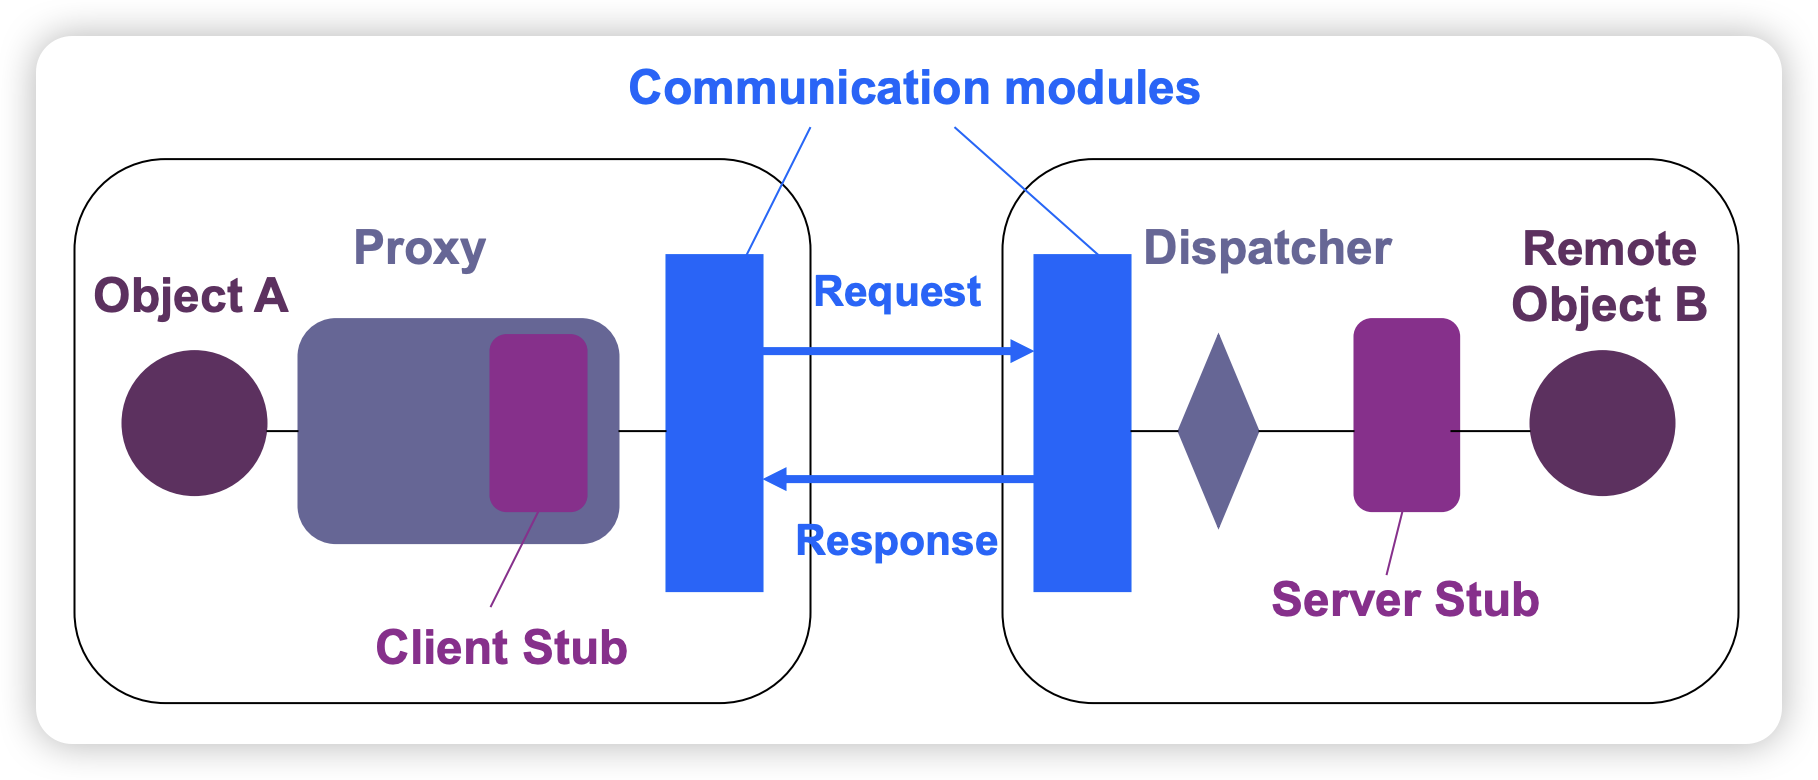 Communication modules
Proxy
Object A
Request
Response
Client Stub
Dispatcher
Remote
Object B
Server Stub